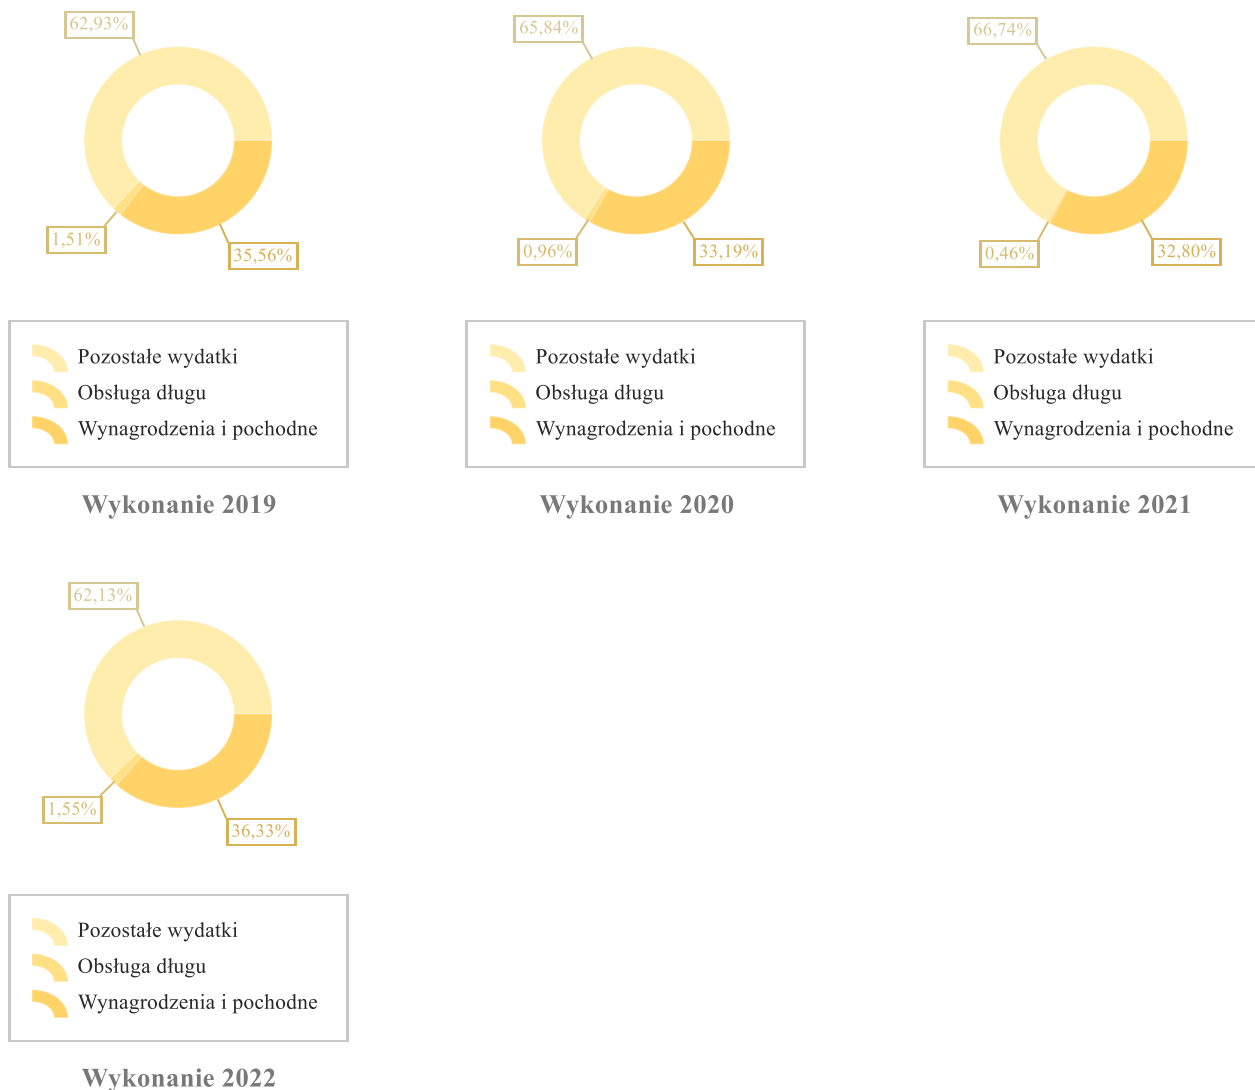 62,93%
1,51%
35,56%
Pozostałe wydatki
Obsługa długu
Wynagrodzenia i pochodne
Wykonanie 2019
65,84%
0,96%
33,19%
Pozostałe wydatki
Obsługa długu
Wynagrodzenia i pochodne
Wykonanie 2020
66,74%
0,46%
32,80%
Pozostałe wydatki
Obsługa długu
Wynagrodzenia i pochodne
Wykonanie 2021
62,13%
1,55%
36,33%
Pozostałe wydatki
Obsługa długu
Wynagrodzenia i pochodne
Wykonanie 2022